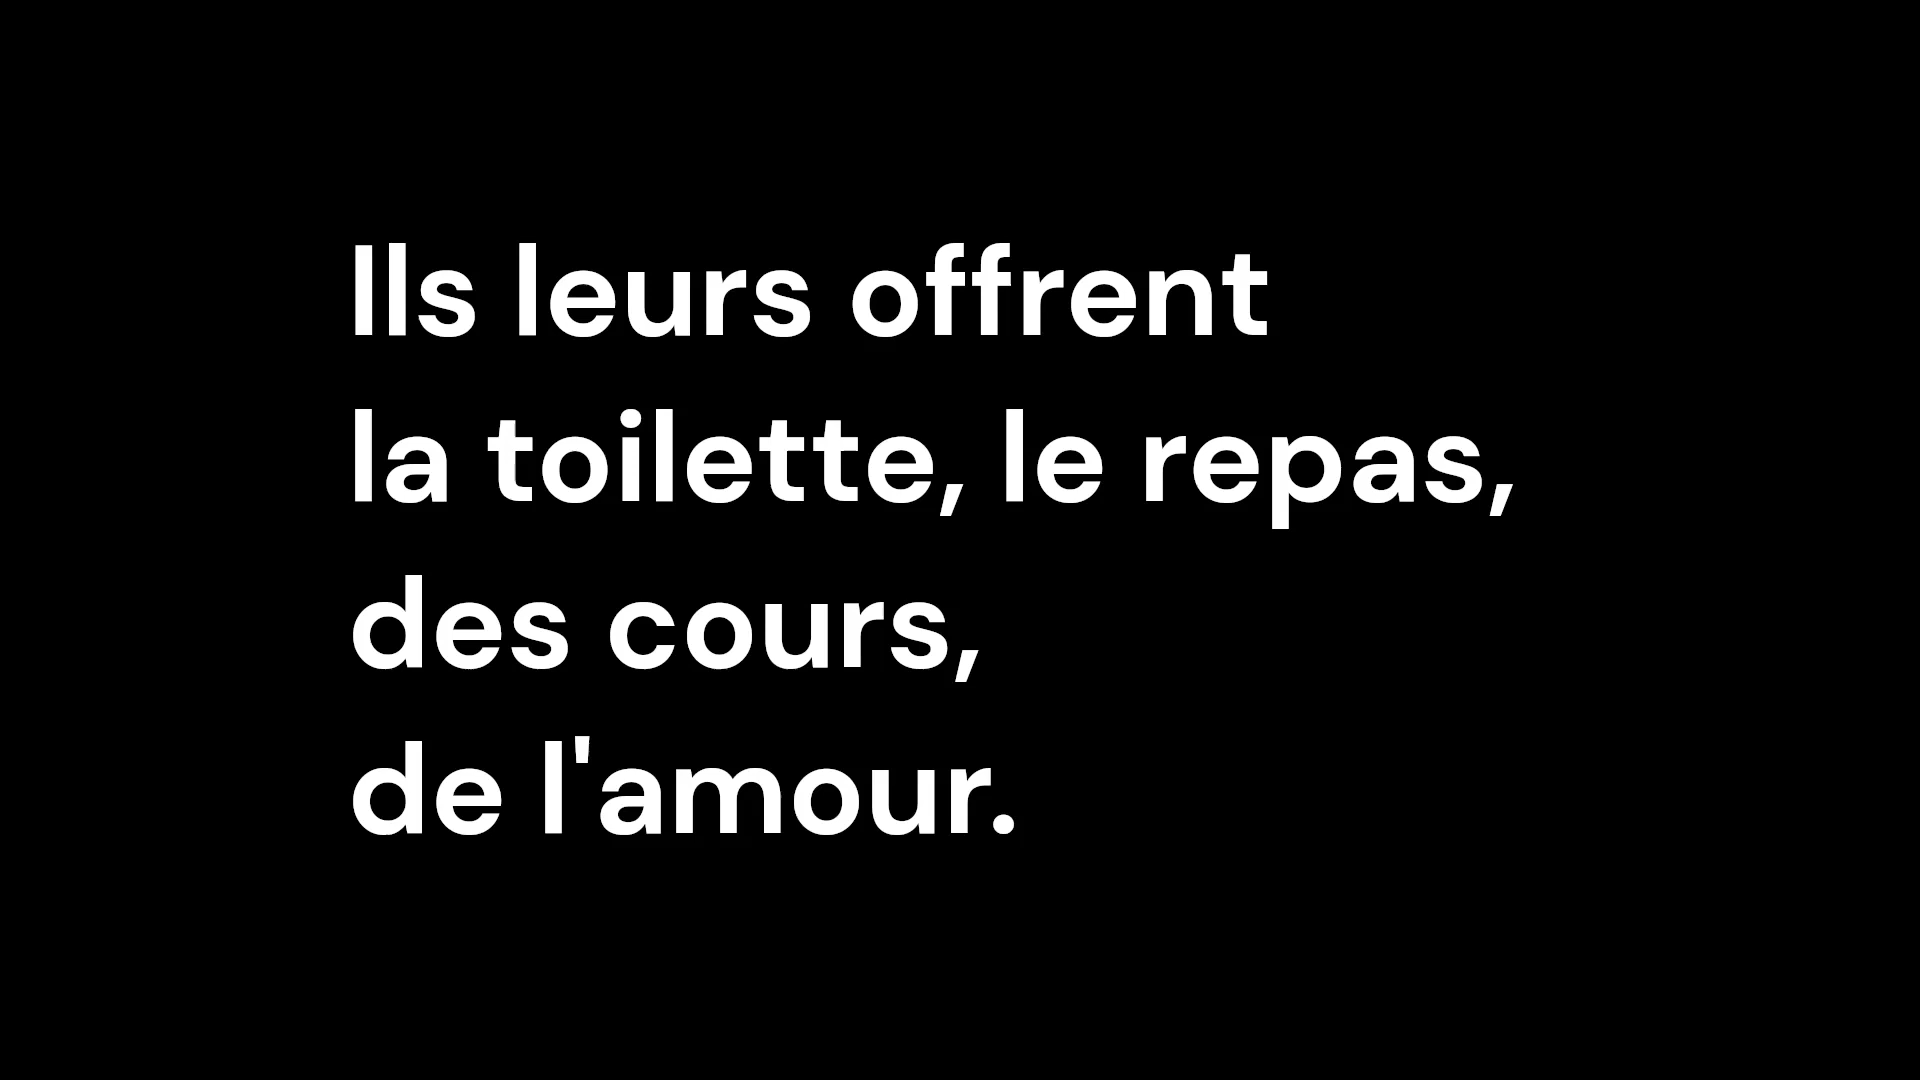 Ils leurs offrent
la toilette, le repas,
des cours,
de l'amour.